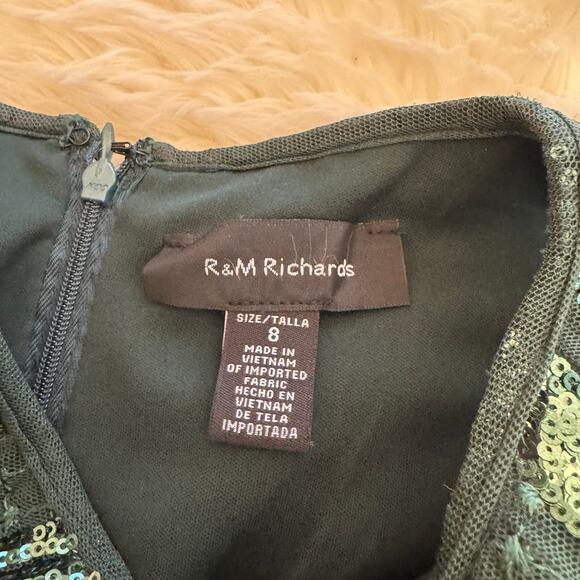 R&M Richards
SIZE/TALLA
8
MADE IN
VIETNAM
OF IMPORTED
FABRIC
HECHO EN
VIETNAM
DE TELA
IMPORTADA